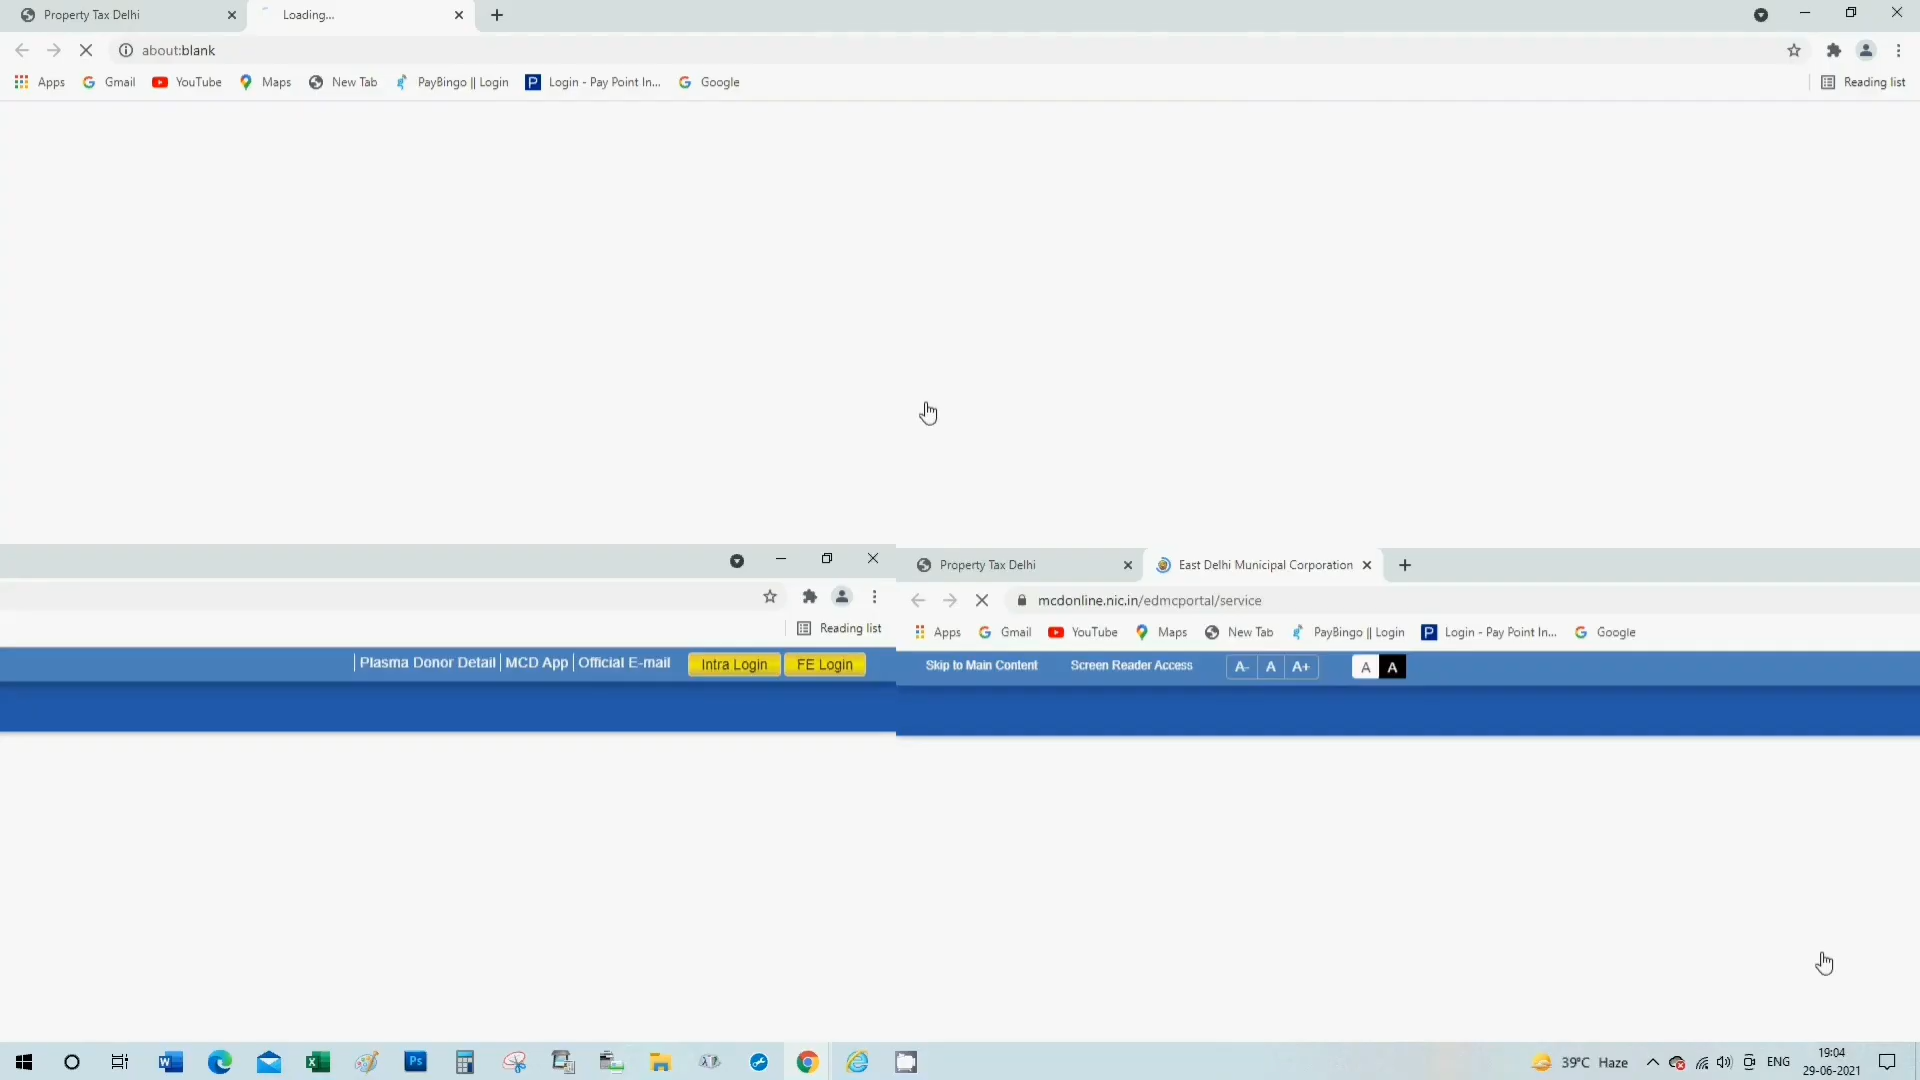 Property Tax Delhi
Loading...
about:blank
Apps Gmail YouTube Maps New Tab PayBingo || Login Login - Pay Point In... Google Reading list
Reading list
Plasma Donor Detail MCD App Official E-mail Intra Login FE Login
Property Tax Delhi East Delhi Municipal Corporation
mcdonline.nic.in/edmcportal/service
Apps Gmail YouTube Maps New Tab PayBingo || Login Login - Pay Point In... Google
Skip to Main Content Screen Reader Access A- A A+ A A
39°C Haze ENG 19:04
29-06-2021